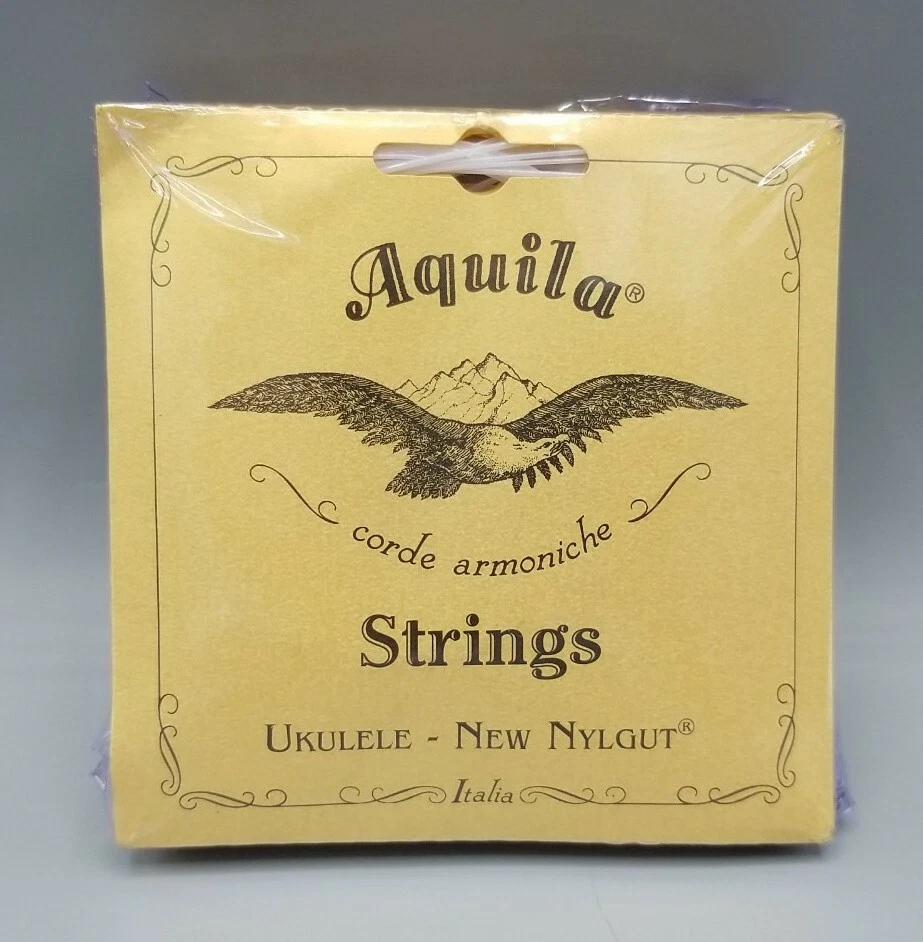 Aquila®
corde armoniche
Strings
UKULELE - NEW NYLGUT®
Italia